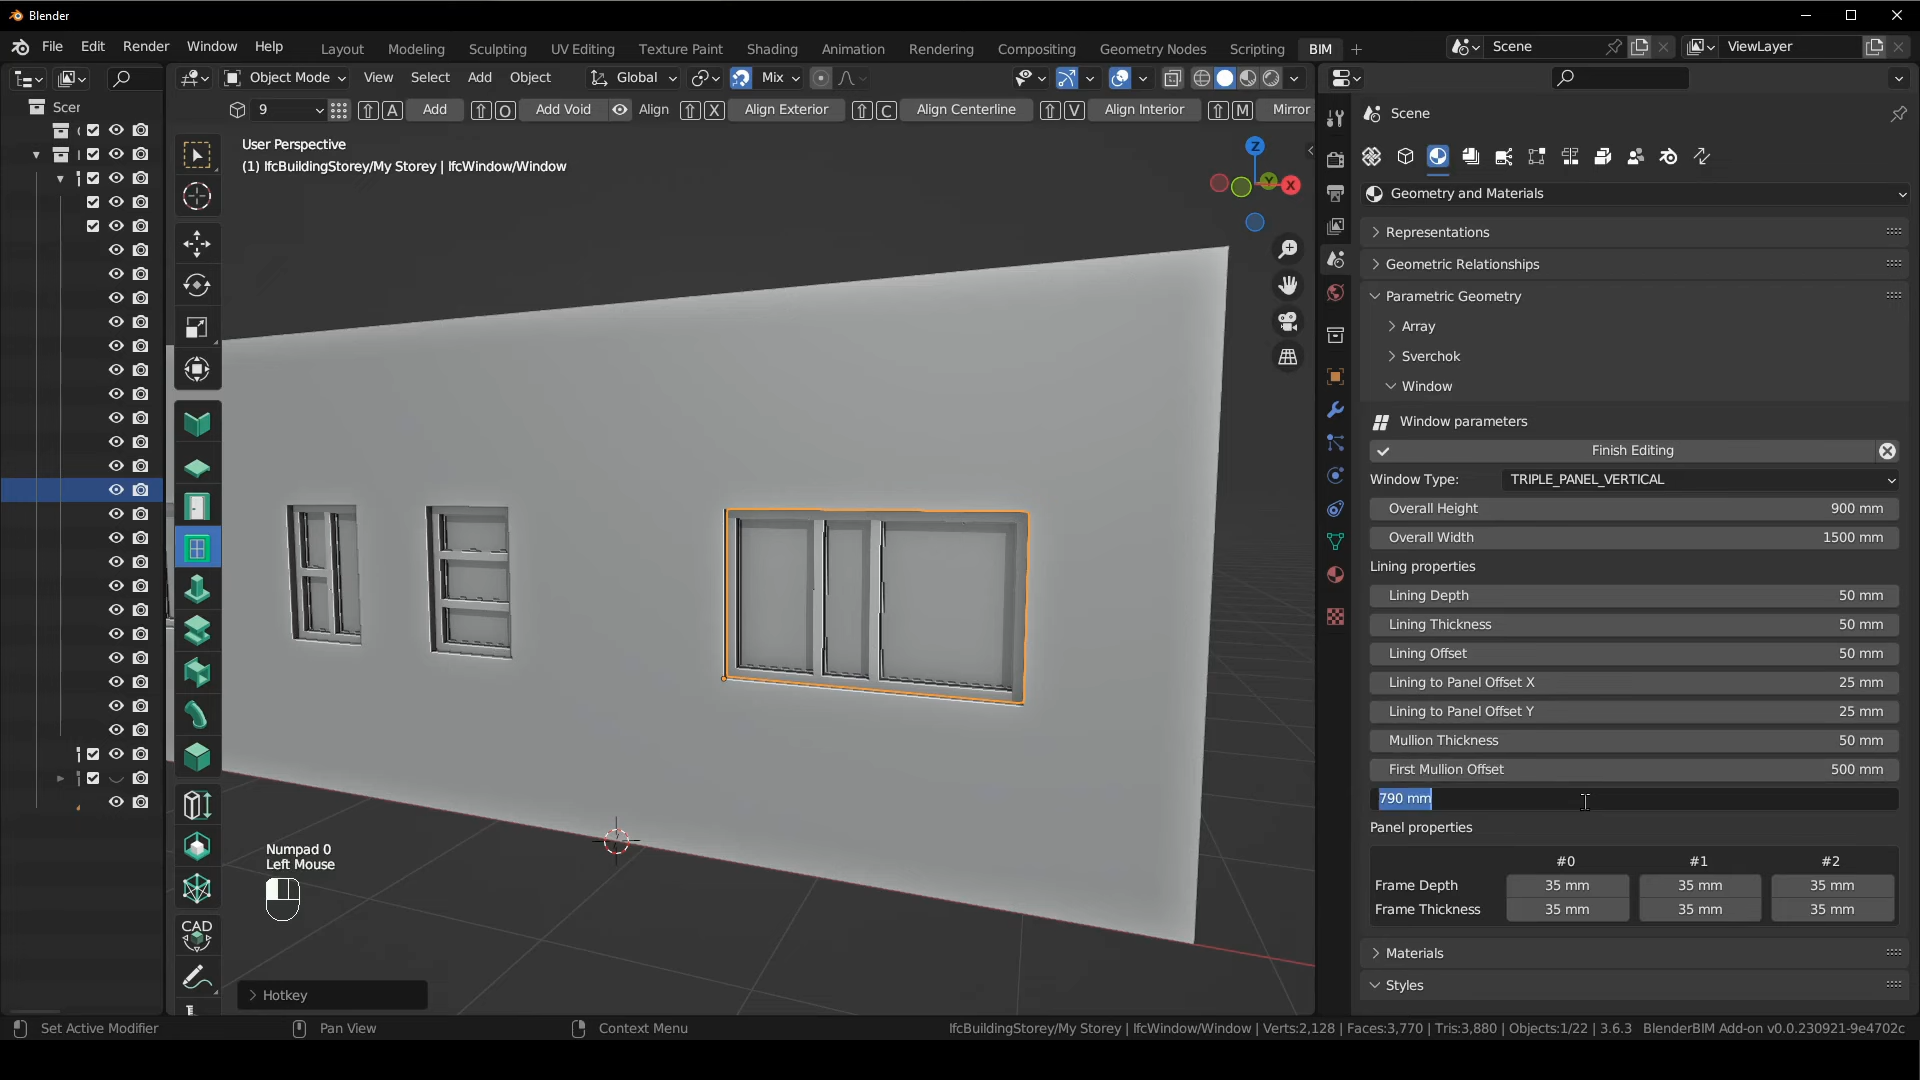 Blender
File Edit Render Window Help
Layout Modeling Sculpting UV Editing Texture Paint Shading Animation Rendering Compositing Geometry Nodes Scripting BIM
Scene
ViewLayer
Object Mode View Select Add Object Global Mix
9 A Add O Add Void Align X Align Exterior C Align Centerline V Align Interior M Mirror
User Perspective
(1) IfcBuildingStorey/My Storey | IfcWindow/Window
Scer
Z
Y
X
CAD
Numpad 0
Left Mouse
Hotkey
Scene
Geometry and Materials
Representations
Geometric Relationships
Parametric Geometry
Array
Sverchok
Window
Window parameters
Finish Editing
Window Type: TRIPLE_PANEL_VERTICAL
Overall Height 900 mm
Overall Width 1500 mm
Lining properties
Lining Depth 50 mm
Lining Thickness 50 mm
Lining Offset 50 mm
Lining to Panel Offset X 25 mm
Lining to Panel Offset Y 25 mm
Mullion Thickness 50 mm
First Mullion Offset 500 mm
790 mm
Panel properties
#0 #1 #2
Frame Depth 35 mm 35 mm 35 mm
Frame Thickness 35 mm 35 mm 35 mm
Materials
Styles
Set Active Modifier Pan View Context Menu
IfcBuildingStorey/My Storey | IfcWindow/Window | Verts:2,128 | Faces:3,770 | Tris:3,880 | Objects:1/22 | 3.6.3 BlenderBIM Add-on v0.0.230921-9e4702c